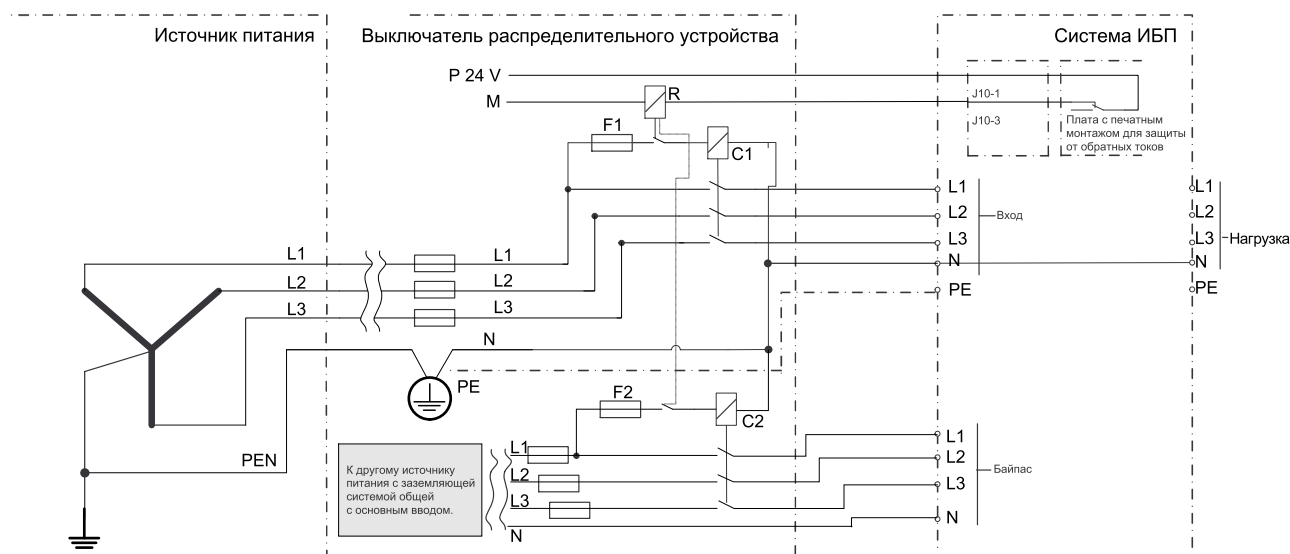 Источник питания
Выключатель распределительного устройства
Система ИБП
P 24 V
M
R
J10-1
J10-3
Плата с печатным
монтажом для защиты
от обратных токов
F1
C1
L1
L2
L3
N
PE
Вход
L1
L2
L3
N
PE
Нагрузка
L1
L2
L3
L1
L2
L3
N
PE
PEN
F2
C2
К другому источнику
питания с заземляющей
системой общей
с основным вводом.
L1
L2
L3
N
L1
L2
L3
N
Байпас